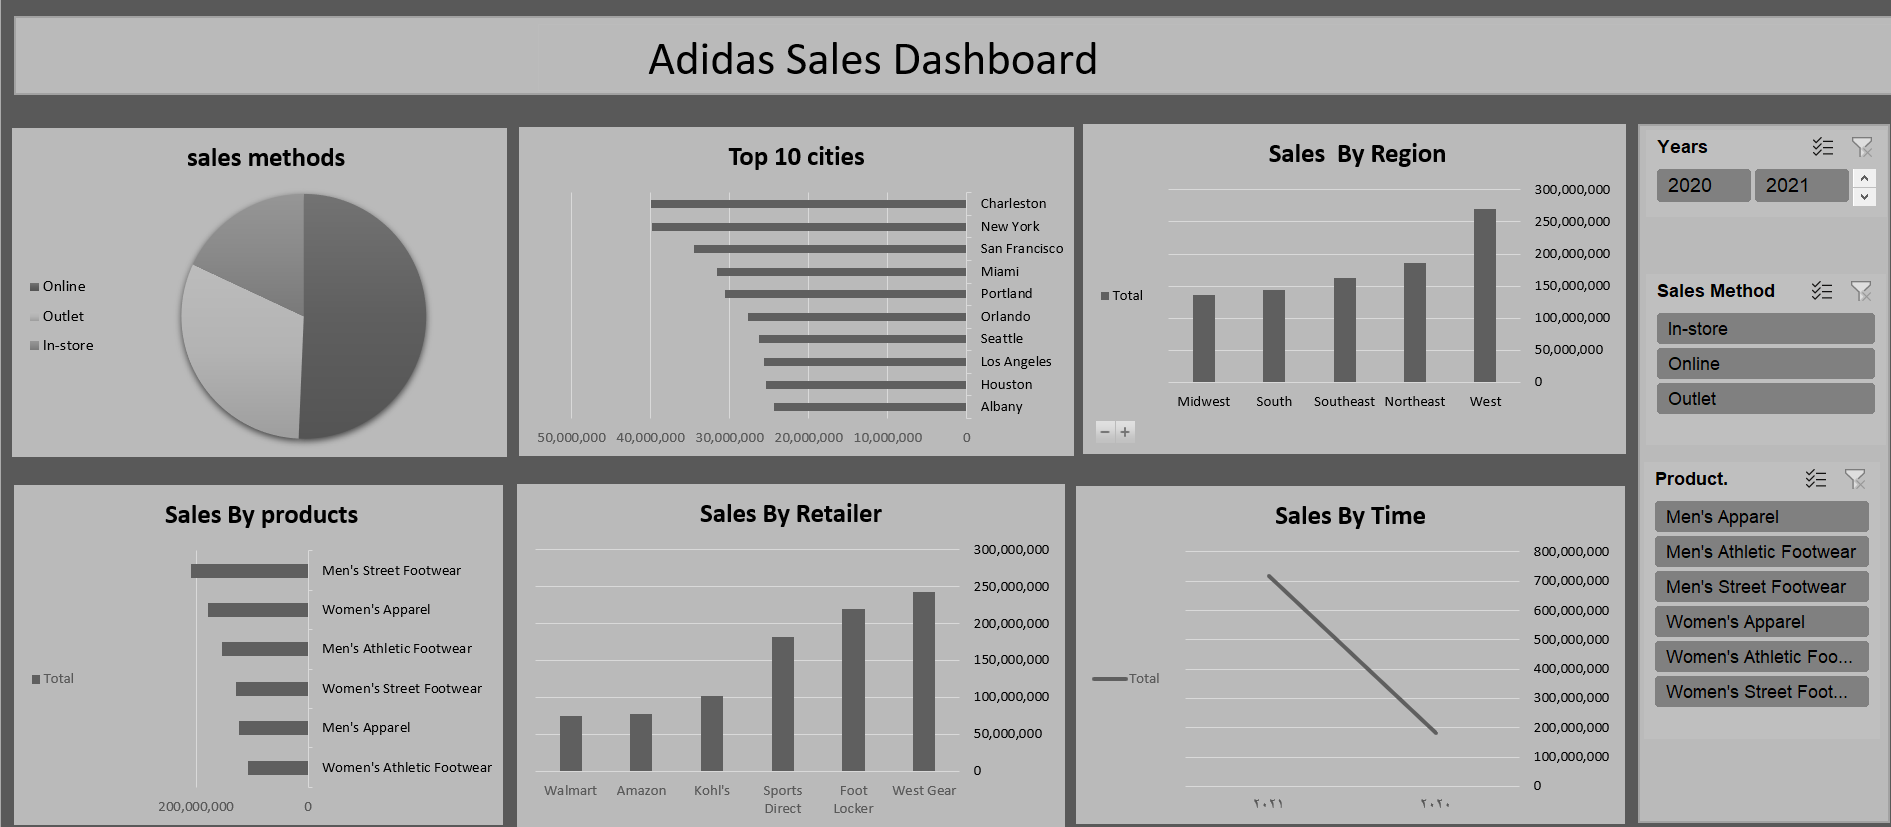 Adidas Sales Dashboard
sales methods
Online
Outlet
In-store
Top 10 cities
Charleston
New York
San Francisco
Miami
Portland
Orlando
Seattle
Los Angeles
Houston
Albany
50,000,000 40,000,000 30,000,000 20,000,000 10,000,000 0
Sales By Region
300,000,000
250,000,000
200,000,000
150,000,000
100,000,000
50,000,000
0
Total
Midwest South Southeast Northeast West
Years
2020 2021
Sales Method
In-store
Online
Outlet
Product.
Men's Apparel
Men's Athletic Footwear
Men's Street Footwear
Women's Apparel
Women's Athletic Foo...
Women's Street Foot...
Sales By products
Men's Street Footwear
Women's Apparel
Men's Athletic Footwear
Women's Street Footwear
Men's Apparel
Women's Athletic Footwear
Total
200,000,000 0
Sales By Retailer
300,000,000
250,000,000
200,000,000
150,000,000
100,000,000
50,000,000
0
Walmart Amazon Kohl's Sports Direct Foot Locker West Gear
Sales By Time
800,000,000
700,000,000
600,000,000
500,000,000
400,000,000
300,000,000
200,000,000
100,000,000
0
Total
٢٠٢١ ٢٠٢٠